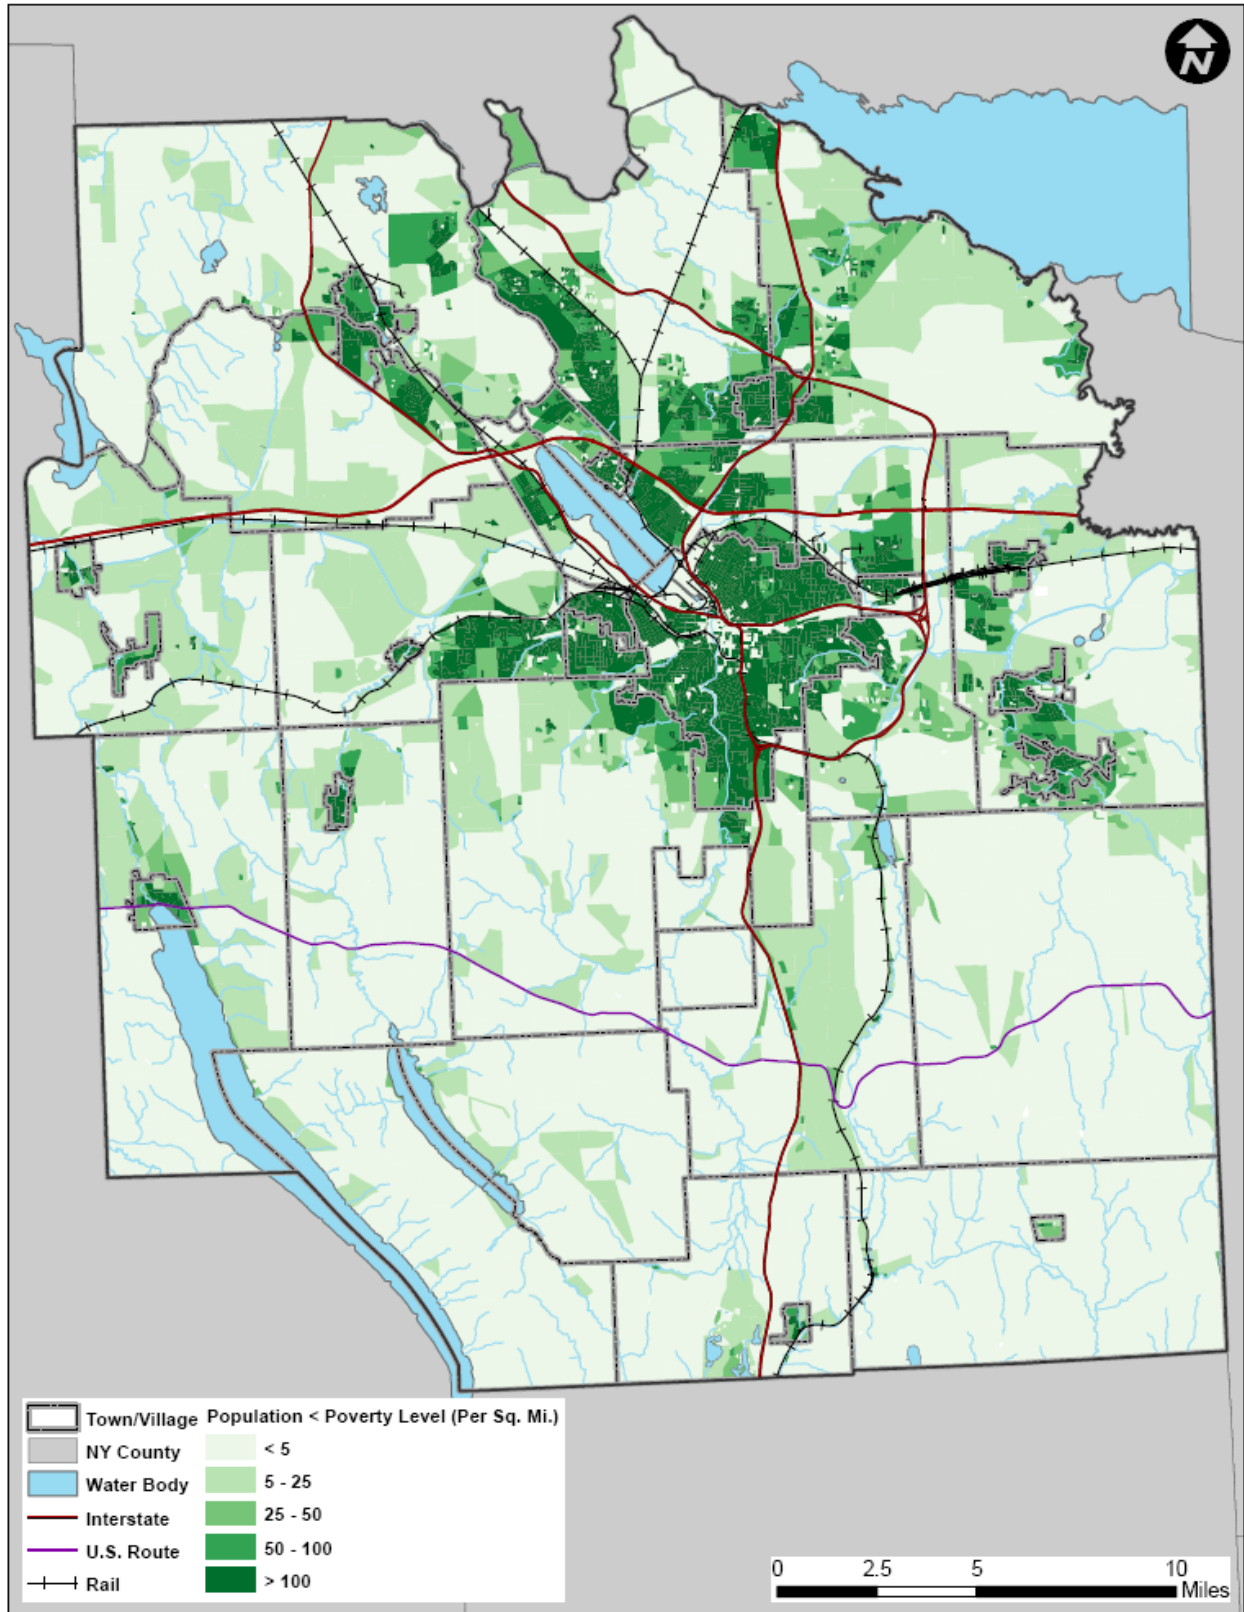 N
Town/Village Population < Poverty Level (Per Sq. Mi.)
NY County < 5
Water Body 5 - 25
Interstate 25 - 50
U.S. Route 50 - 100
Rail > 100
0 2.5 5 10
Miles